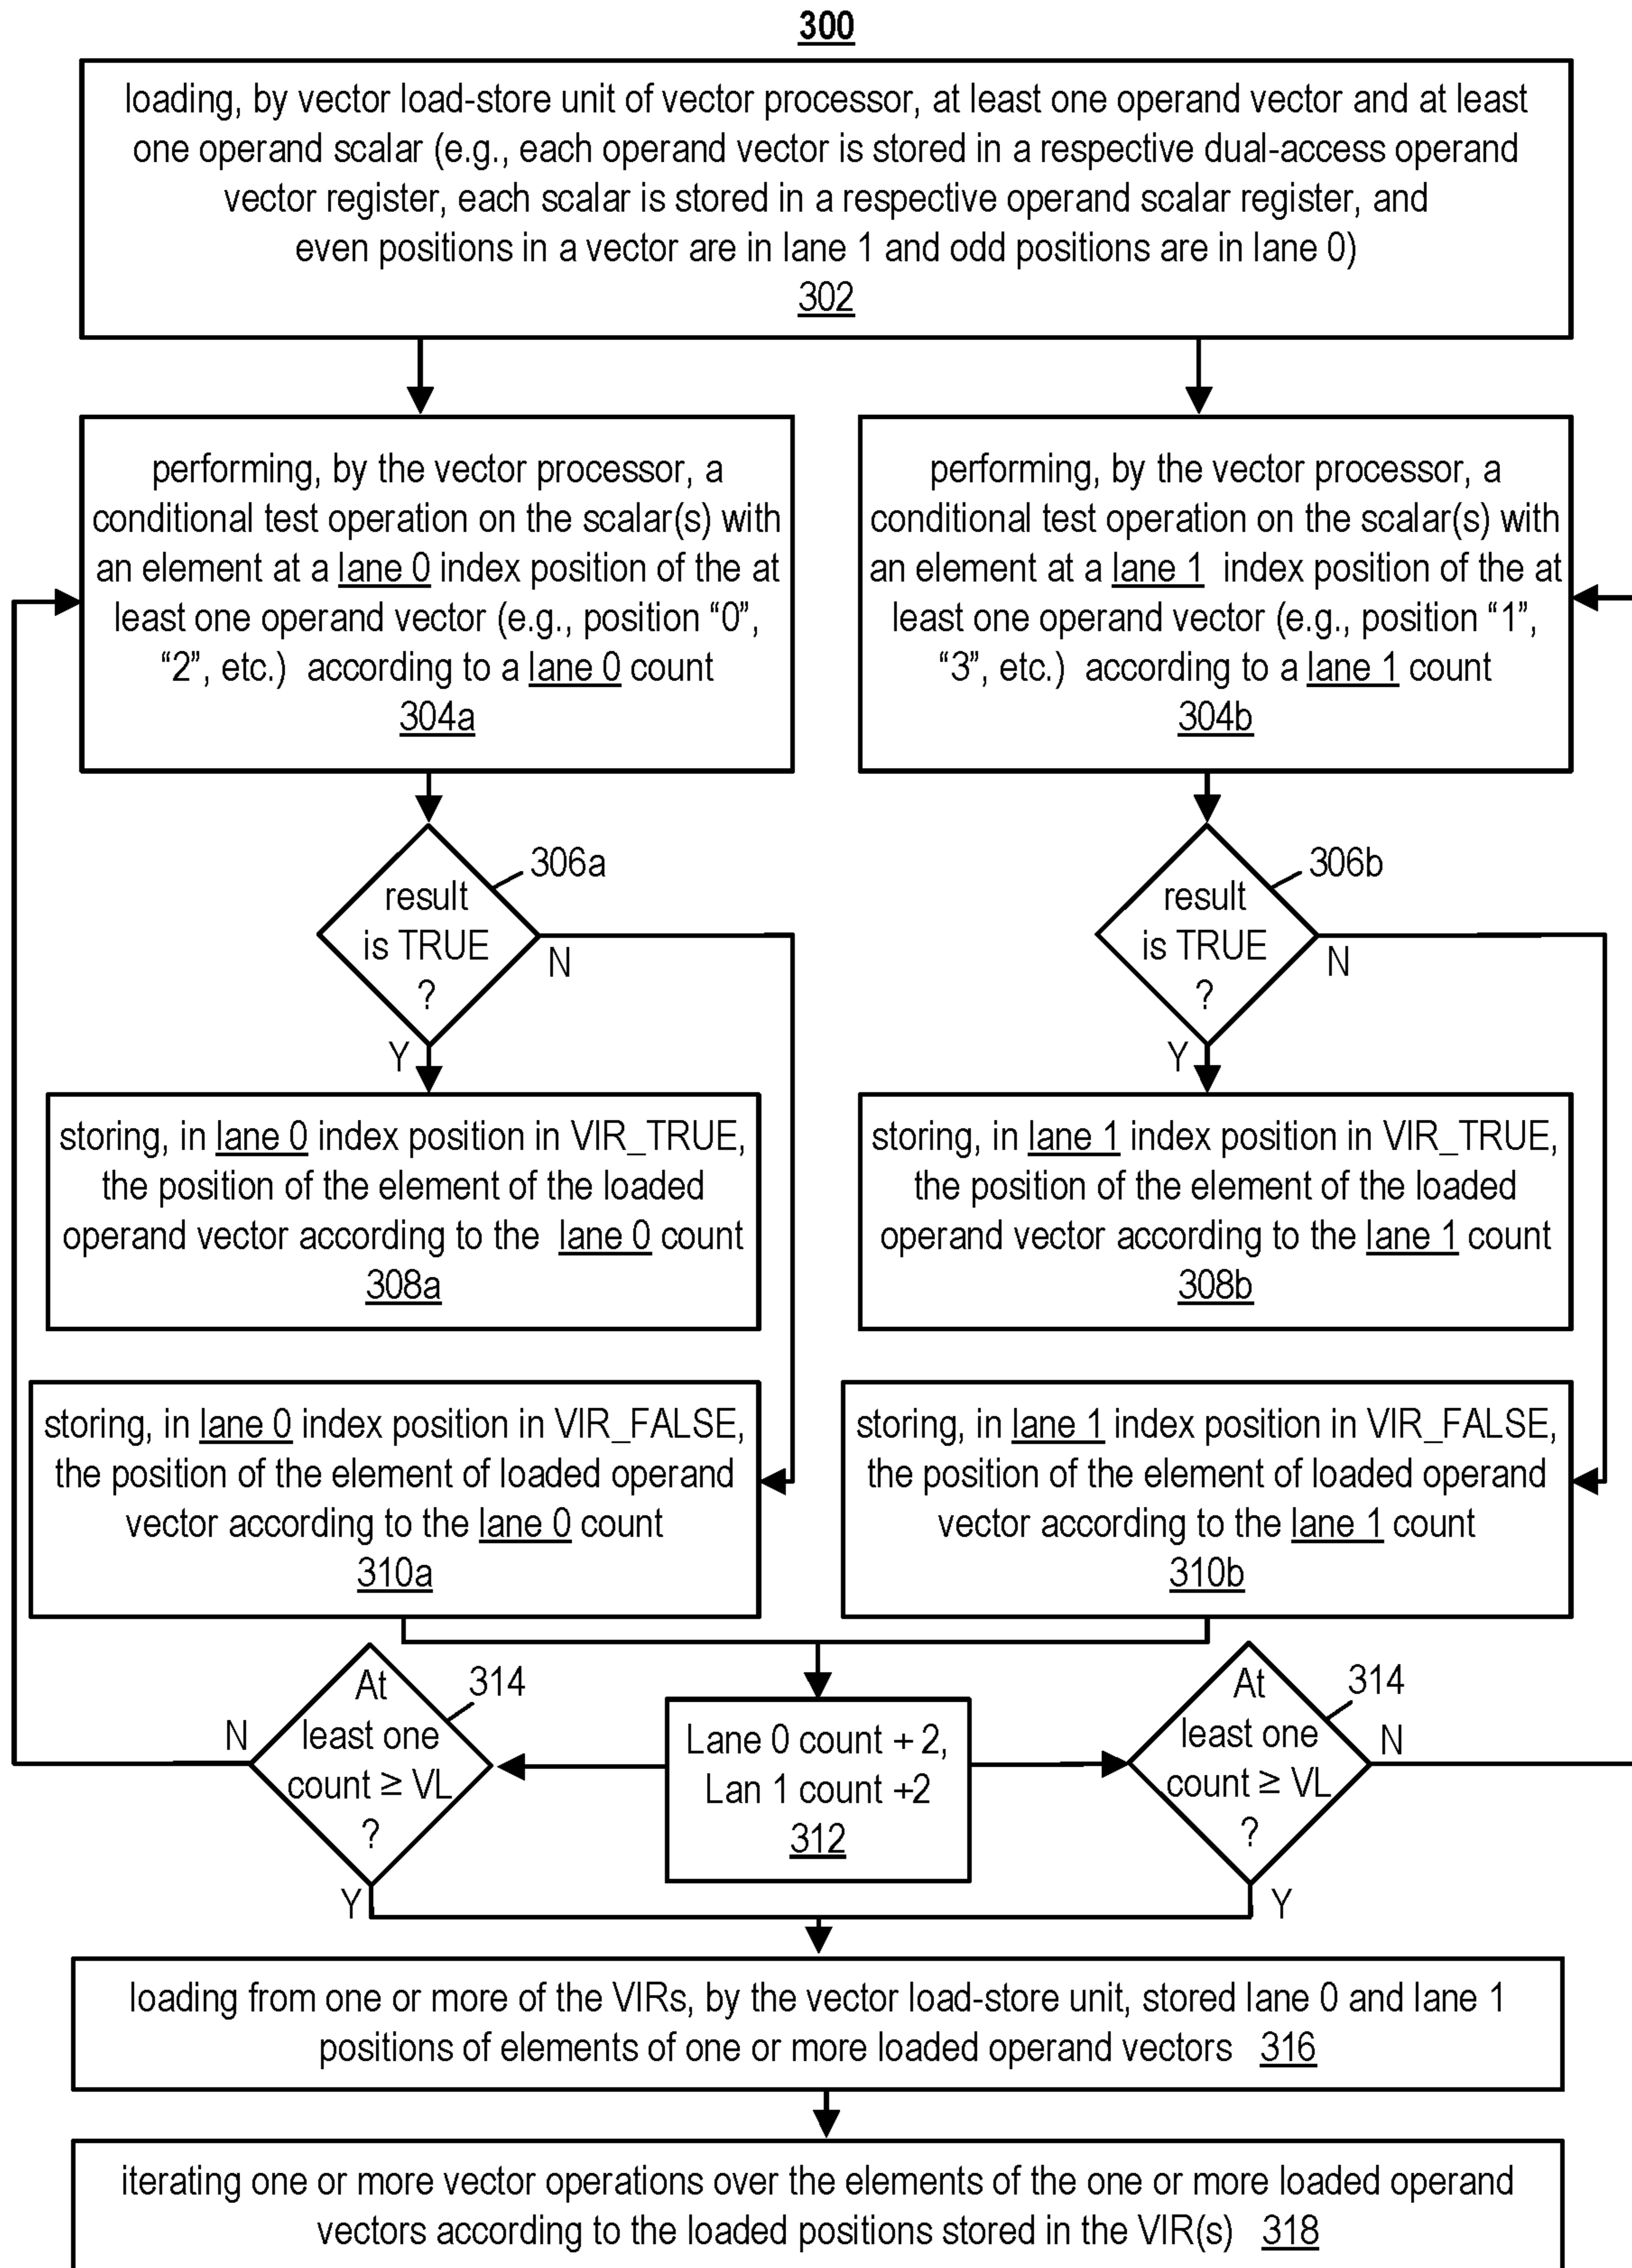 300
loading, by vector load-store unit of vector processor, at least one operand vector and at least
one operand scalar (e.g., each operand vector is stored in a respective dual-access operand
vector register, each scalar is stored in a respective operand scalar register, and
even positions in a vector are in lane 1 and odd positions are in lane 0)
302
performing, by the vector processor, a
conditional test operation on the scalar(s) with
an element at a lane 0 index position of the at
least one operand vector (e.g., position “0”,
“2”, etc.) according to a lane 0 count
304a
performing, by the vector processor, a
conditional test operation on the scalar(s) with
an element at a lane 1 index position of the at
least one operand vector (e.g., position “1”,
“3”, etc.) according to a lane 1 count
304b
306a
result
is TRUE
?
N
Y
306b
result
is TRUE
?
N
Y
storing, in lane 0 index position in VIR_TRUE,
the position of the element of the loaded
operand vector according to the lane 0 count
308a
storing, in lane 1 index position in VIR_TRUE,
the position of the element of the loaded
operand vector according to the lane 1 count
308b
storing, in lane 0 index position in VIR_FALSE,
the position of the element of loaded operand
vector according to the lane 0 count
310a
storing, in lane 1 index position in VIR_FALSE,
the position of the element of loaded operand
vector according to the lane 1 count
310b
At
least one
count ≥ VL
?
314
N
Y
Lane 0 count + 2,
Lan 1 count +2
312
At
least one
count ≥ VL
?
314
N
Y
loading from one or more of the VIRs, by the vector load-store unit, stored lane 0 and lane 1
positions of elements of one or more loaded operand vectors 316
iterating one or more vector operations over the elements of the one or more loaded operand
vectors according to the loaded positions stored in the VIR(s) 318